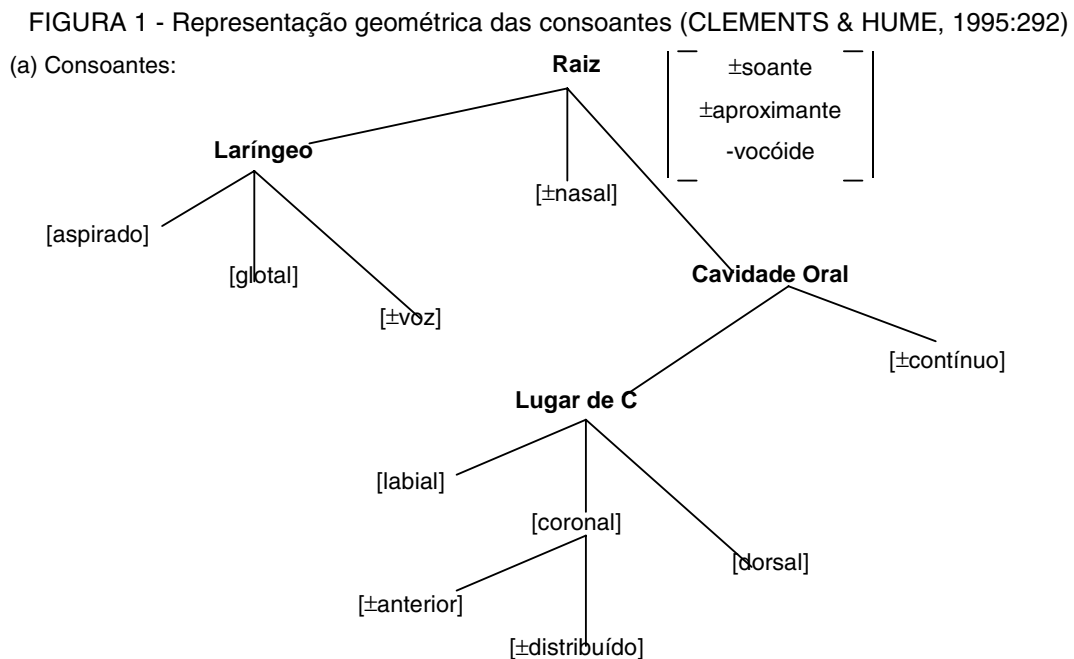 FIGURA 1 - Representação geométrica das consoantes (CLEMENTS & HUME, 1995:292)
(a) Consoantes:
Raiz
±soante
±aproximante
-vocóide
Laríngeo
[±nasal]
[aspirado]
[glotal]
[±voz]
Cavidade Oral
[±contínuo]
Lugar de C
[labial]
[coronal]
[dorsal]
[±anterior]
[±distribuído]